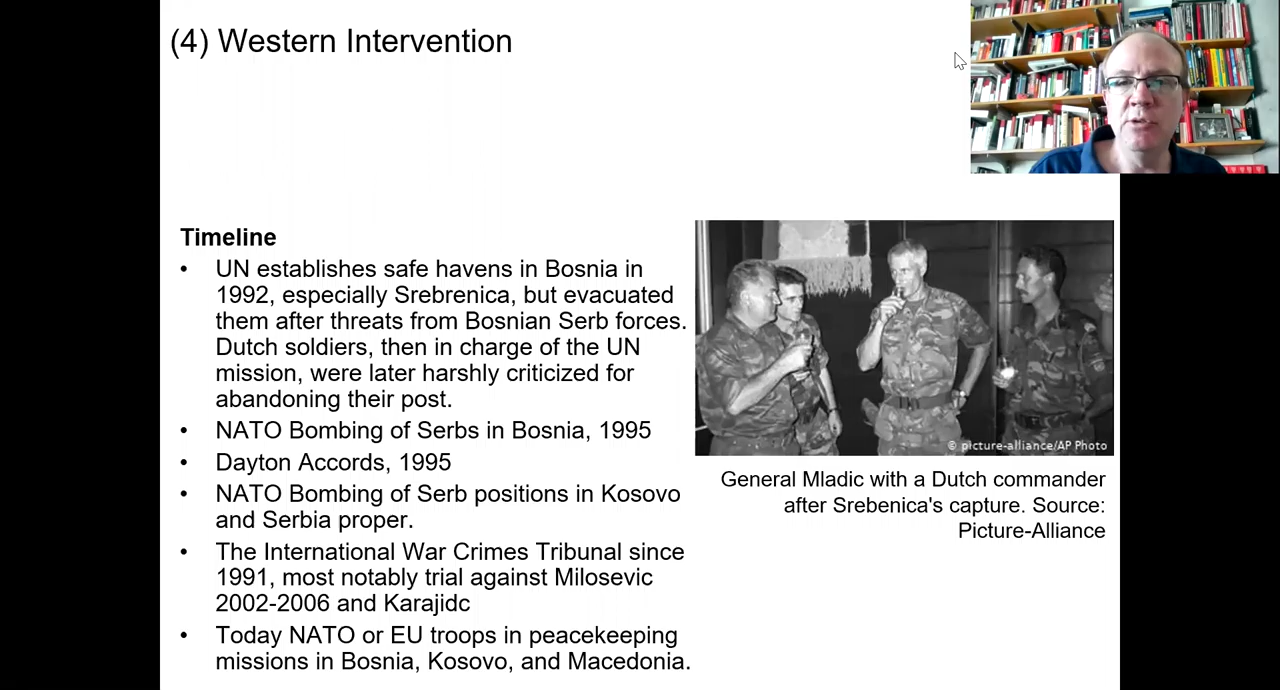 (4) Western Intervention
Timeline
• UN establishes safe havens in Bosnia in
1992, especially Srebrenica, but evacuated
them after threats from Bosnian Serb forces.
Dutch soldiers, then in charge of the UN
mission, were later harshly criticized for
abandoning their post.
• NATO Bombing of Serbs in Bosnia, 1995
• Dayton Accords, 1995
• NATO Bombing of Serb positions in Kosovo
and Serbia proper.
• The International War Crimes Tribunal since
1991, most notably trial against Milosevic
2002-2006 and Karajidc
• Today NATO or EU troops in peacekeeping
missions in Bosnia, Kosovo, and Macedonia.
© picture-alliance/AP Photo
General Mladic with a Dutch commander
after Srebenica's capture. Source:
Picture-Alliance